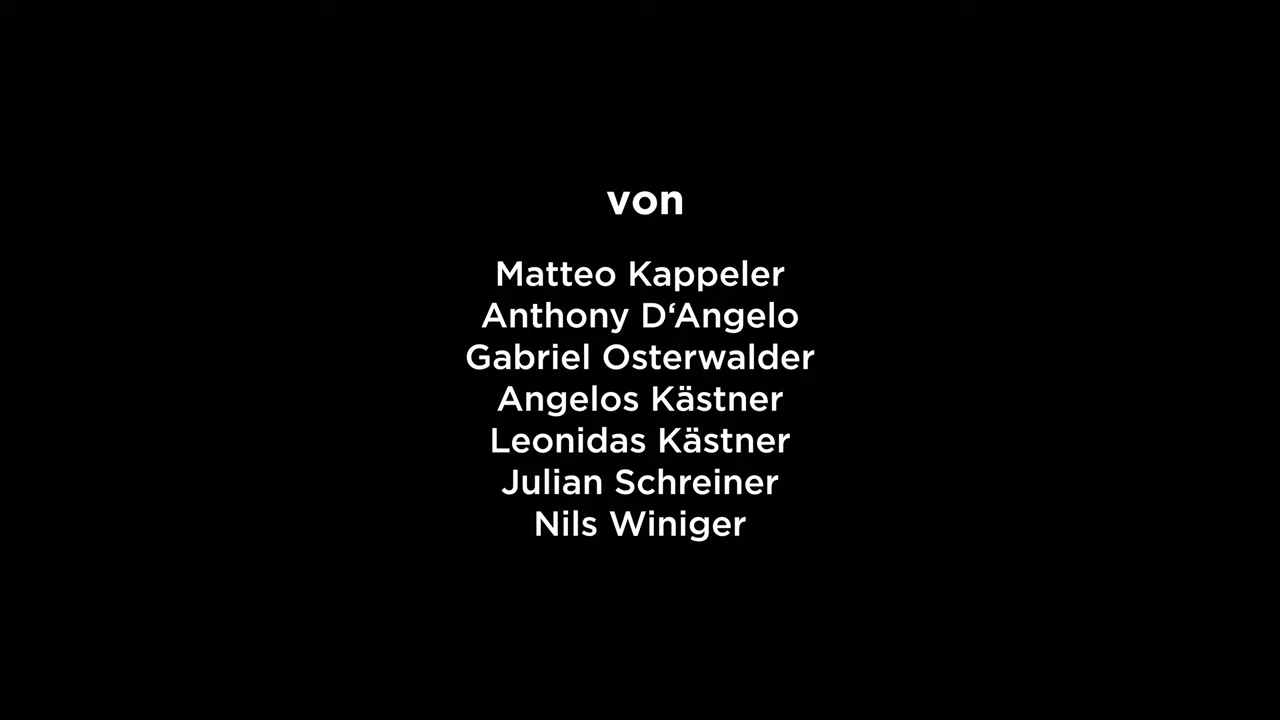 von
Matteo Kappeler
Anthony D‘Angelo
Gabriel Osterwalder
Angelos Kästner
Leonidas Kästner
Julian Schreiner
Nils Winiger